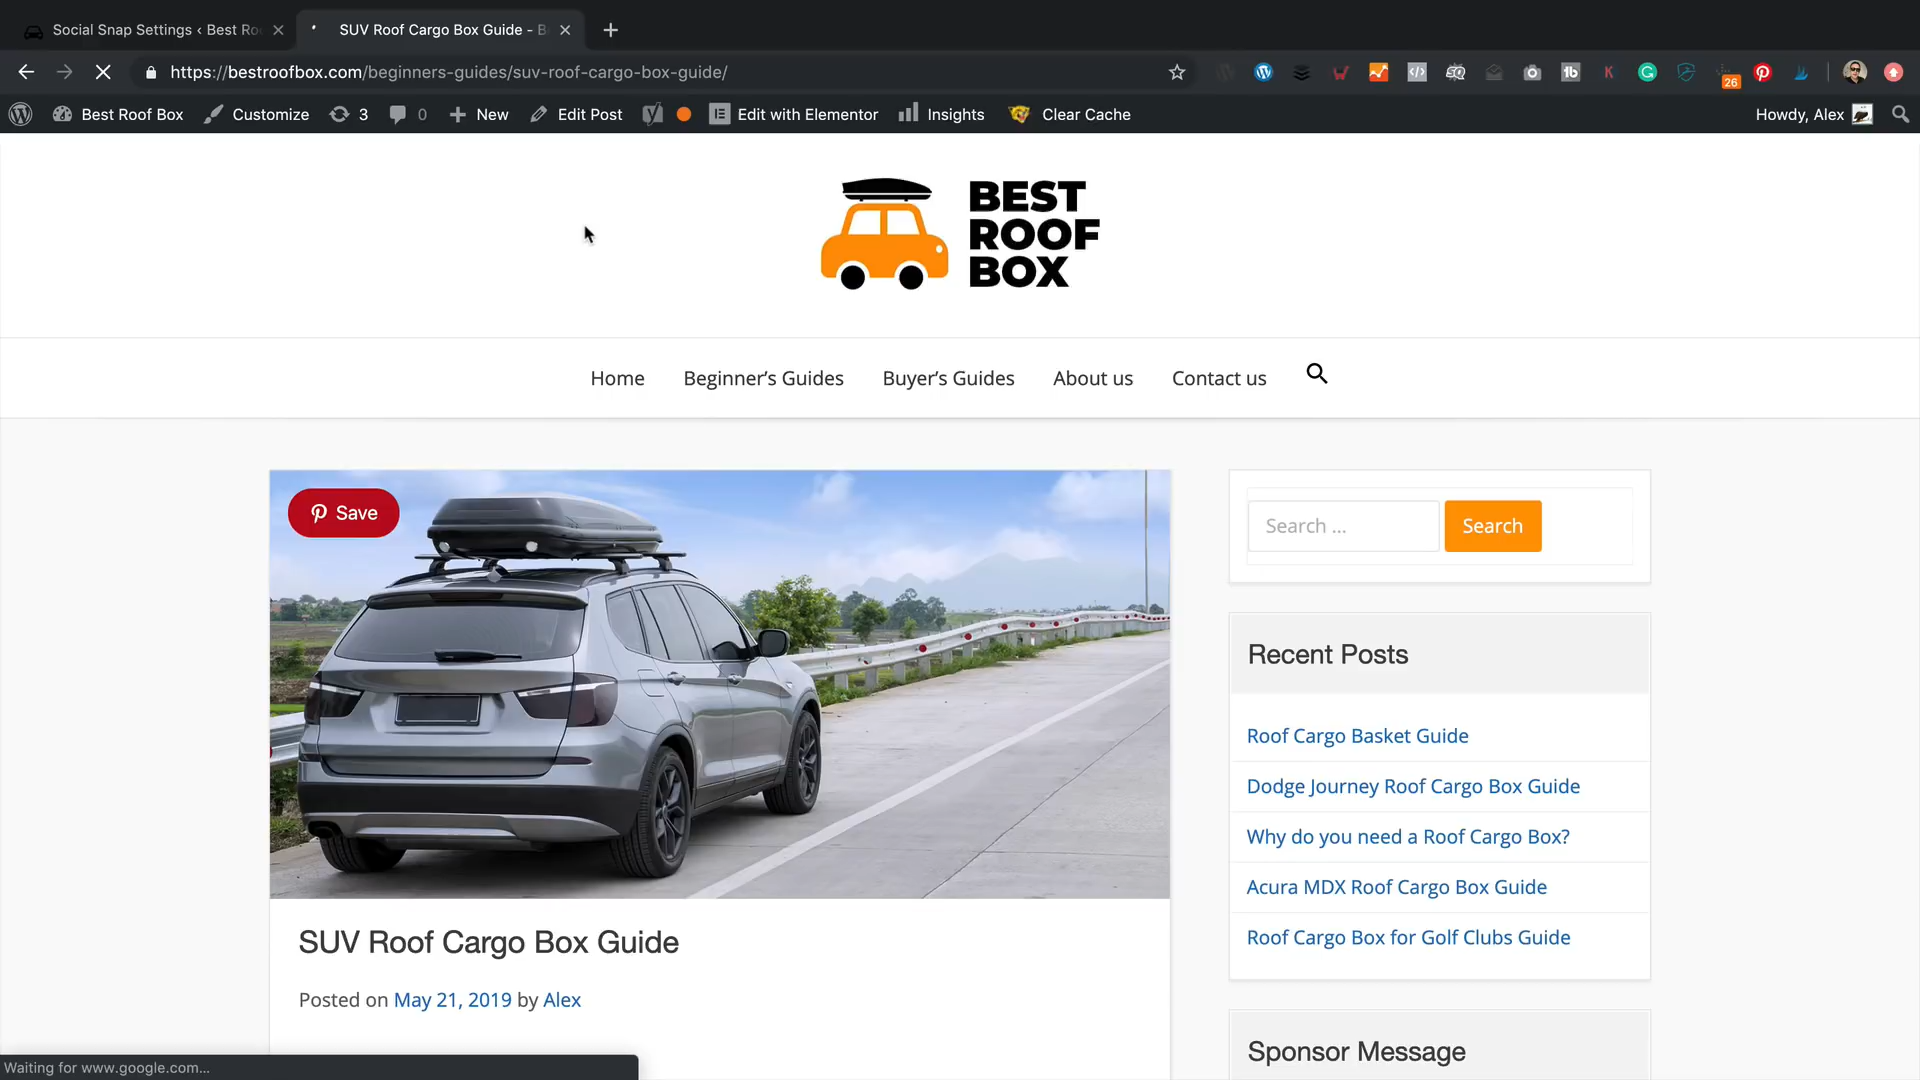 Social Snap Settings ‹ Best Ro
SUV Roof Cargo Box Guide - B
https://bestroofbox.com/beginners-guides/suv-roof-cargo-box-guide/
26
Best Roof Box
Customize
3
0
New
Edit Post
Edit with Elementor
Insights
Clear Cache
Howdy, Alex
BEST
ROOF
BOX
Home
Beginner’s Guides
Buyer’s Guides
About us
Contact us
Save
Search ...
Search
Recent Posts
Roof Cargo Basket Guide
Dodge Journey Roof Cargo Box Guide
Why do you need a Roof Cargo Box?
Acura MDX Roof Cargo Box Guide
Roof Cargo Box for Golf Clubs Guide
SUV Roof Cargo Box Guide
Posted on May 21, 2019 by Alex
Sponsor Message
Waiting for www.google.com...